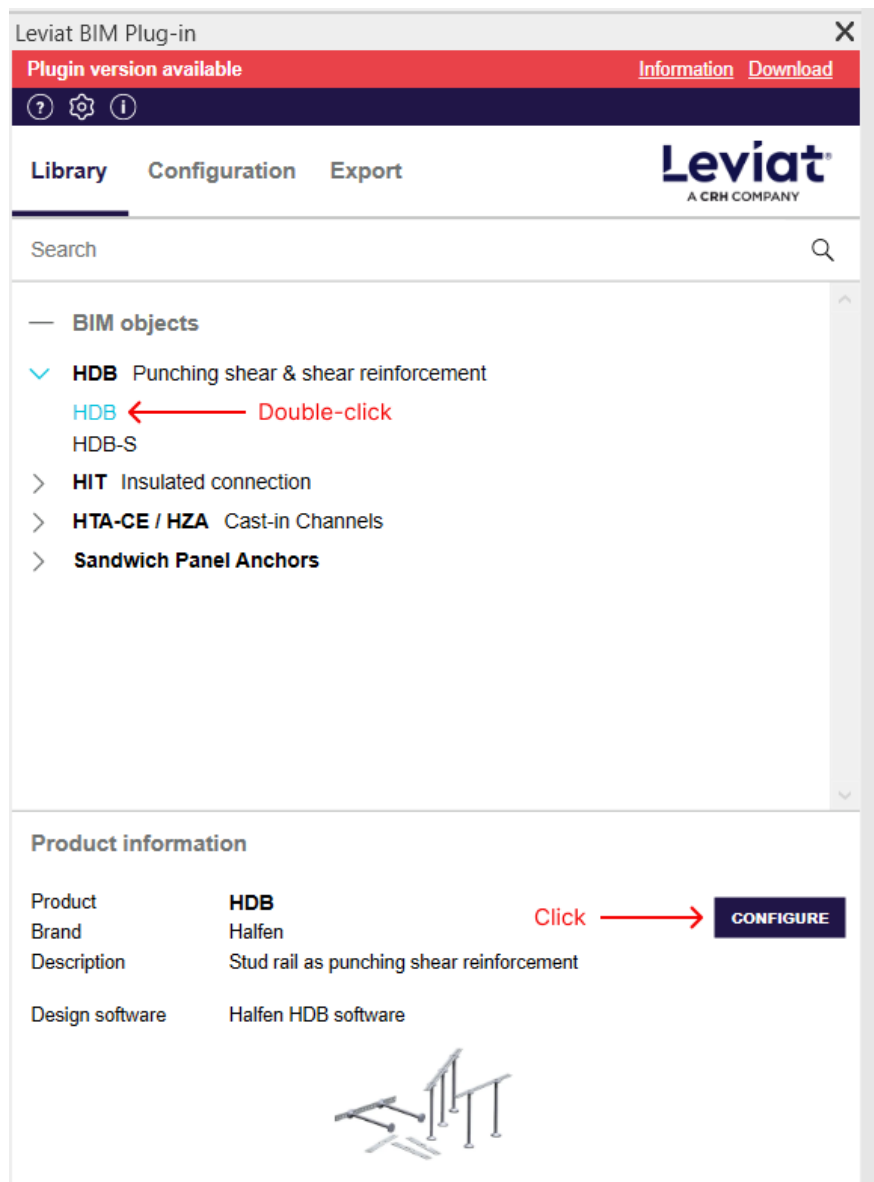 Leviat BIM Plug-in
Plugin version available Information Download
Library Configuration Export
Leviat®
A CRH COMPANY
Search
BIM objects
HDB Punching shear & shear reinforcement
HDB Double-click
HDB-S
HIT Insulated connection
HTA-CE / HZA Cast-in Channels
Sandwich Panel Anchors
Product information
Product HDB
Click CONFIGURE
Brand Halfen
Description Stud rail as punching shear reinforcement
Design software Halfen HDB software